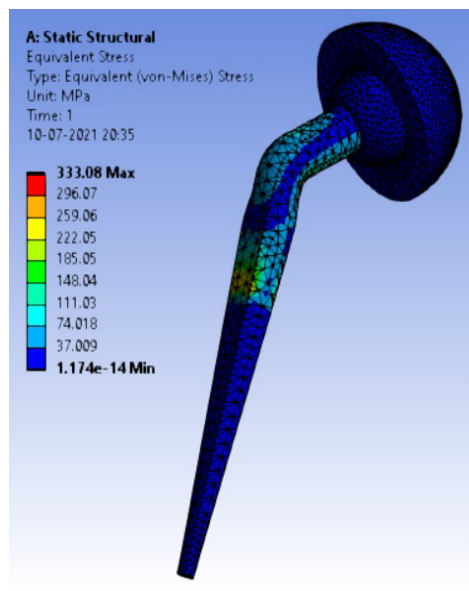 A: Static Structural
Equivalent Stress
Type: Equivalent (von-Mises) Stress
Unit: MPa
Time: 1
10-07-2021 20:35
333.08 Max
296.07
259.06
222.05
185.05
148.04
111.03
74.018
37.009
1.174e-14 Min